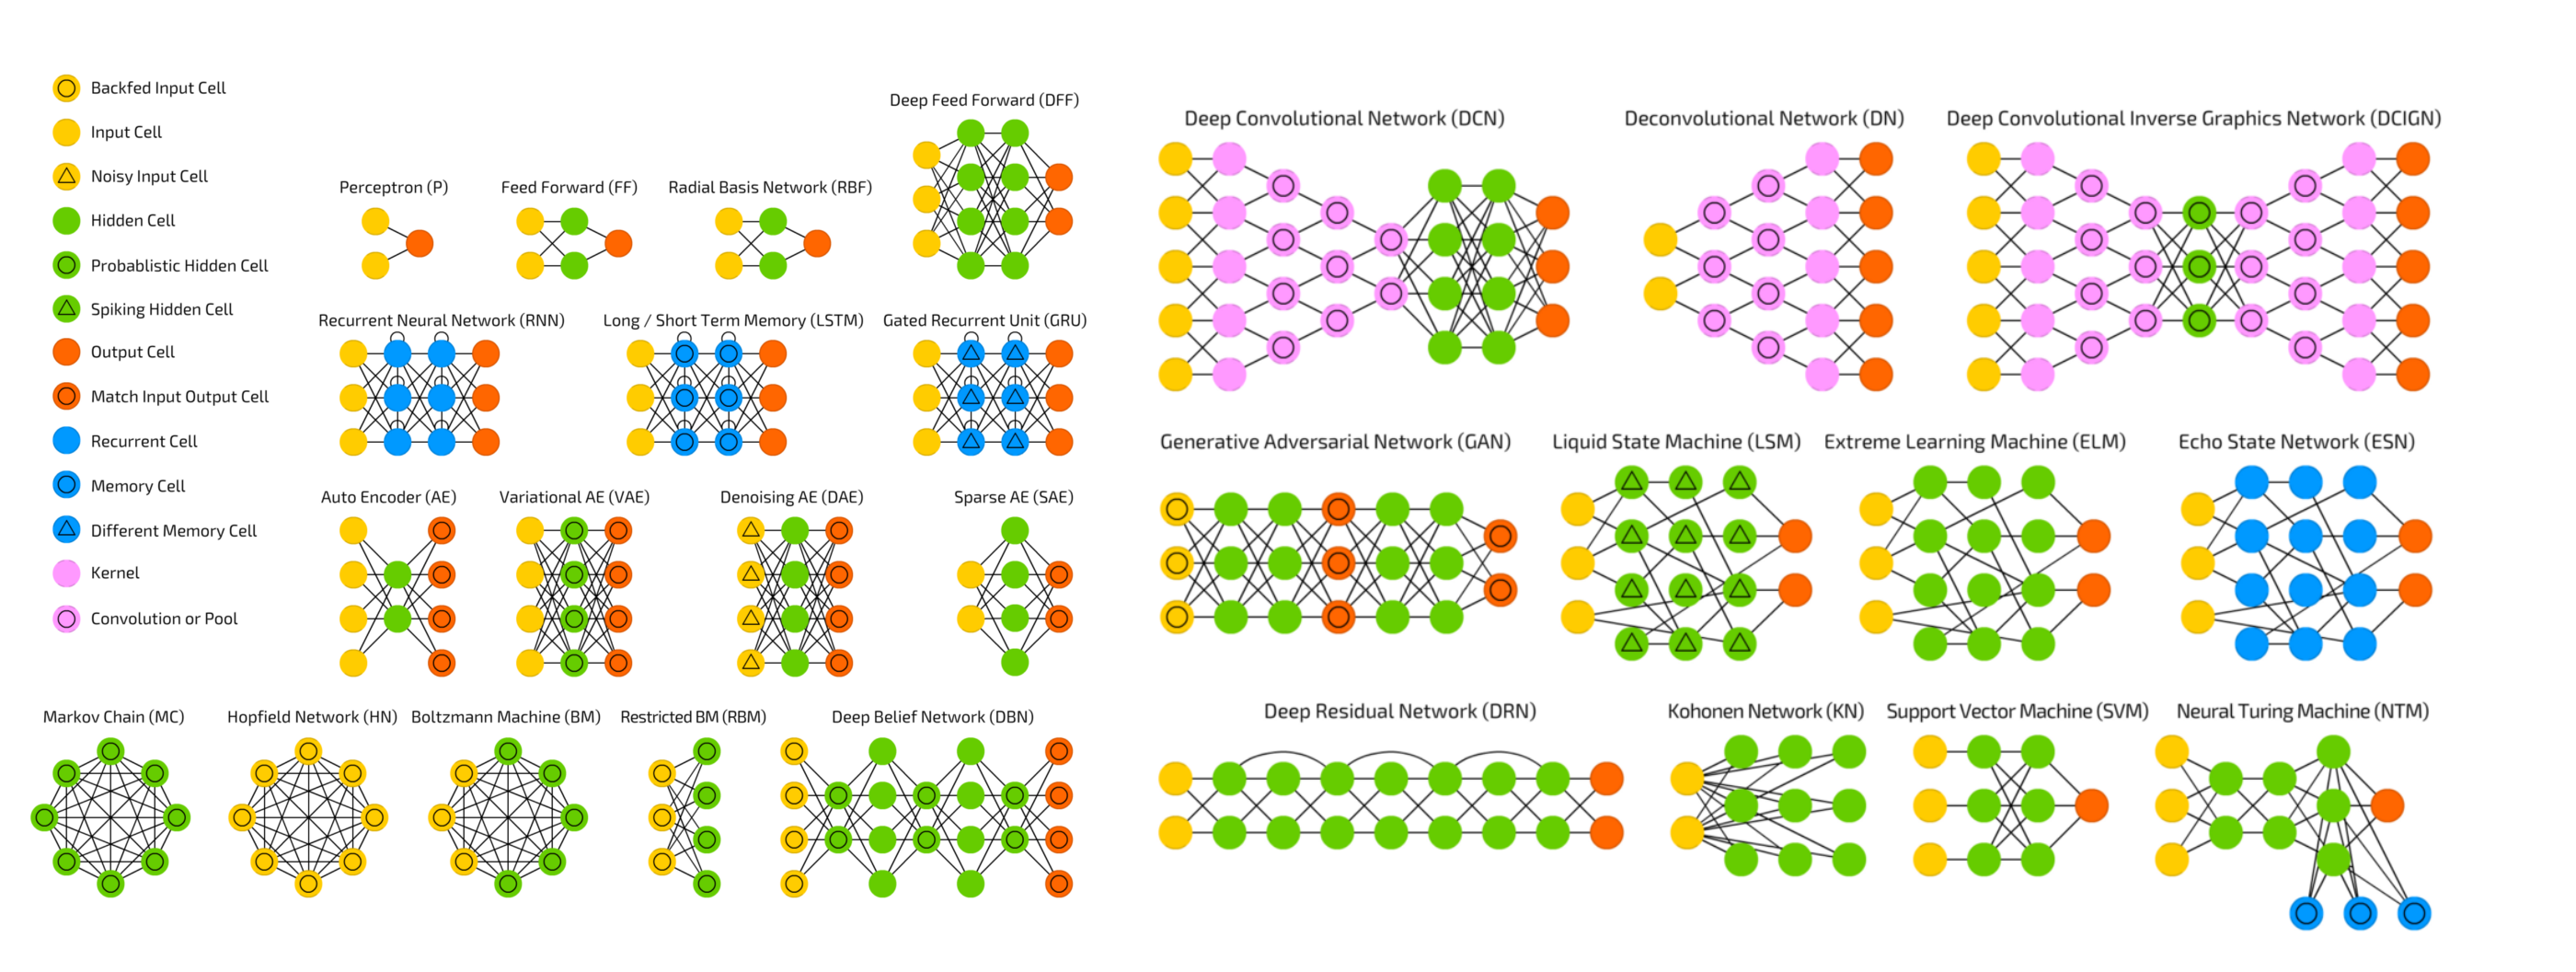 Backfed Input Cell
Input Cell
Noisy Input Cell
Hidden Cell
Probablistic Hidden Cell
Spiking Hidden Cell
Output Cell
Match Input Output Cell
Recurrent Cell
Memory Cell
Different Memory Cell
Kernel
Convolution or Pool
Deep Feed Forward (DFF)
Perceptron (P)
Feed Forward (FF)
Radial Basis Network (RBF)
Recurrent Neural Network (RNN)
Long / Short Term Memory (LSTM)
Gated Recurrent Unit (GRU)
Auto Encoder (AE)
Variational AE (VAE)
Denoising AE (DAE)
Sparse AE (SAE)
Markov Chain (MC)
Hopfield Network (HN)
Boltzmann Machine (BM)
Restricted BM (RBM)
Deep Belief Network (DBN)
Deep Convolutional Network (DCN)
Deconvolutional Network (DN)
Deep Convolutional Inverse Graphics Network (DCIGN)
Generative Adversarial Network (GAN)
Liquid State Machine (LSM)
Extreme Learning Machine (ELM)
Echo State Network (ESN)
Deep Residual Network (DRN)
Kohonen Network (KN)
Support Vector Machine (SVM)
Neural Turing Machine (NTM)